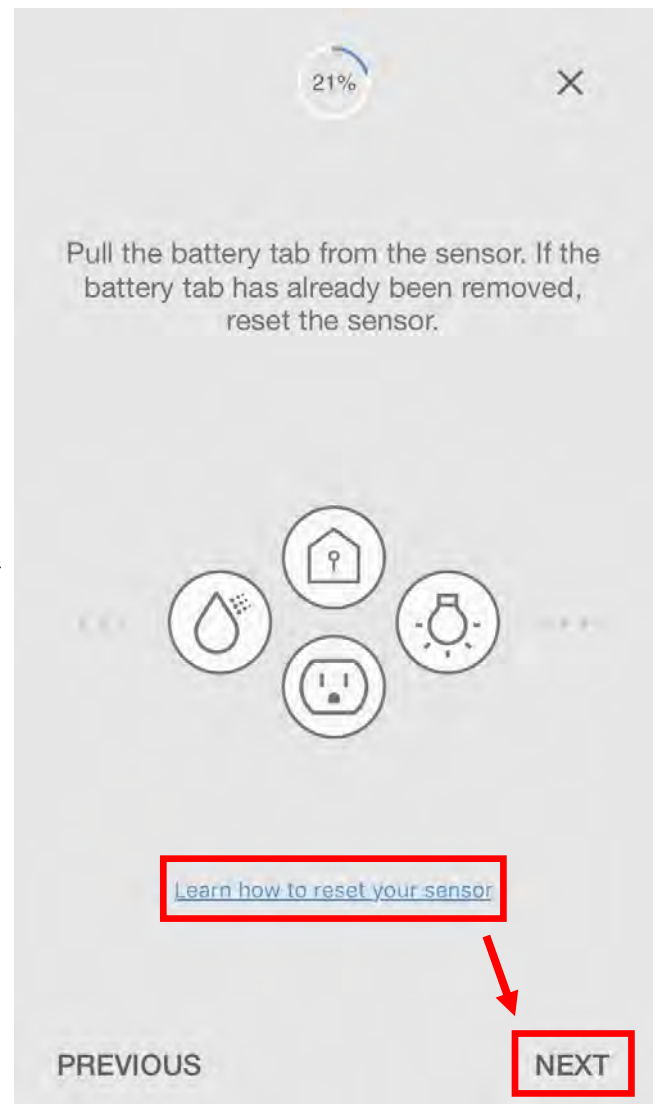 21%
Pull the battery tab from the sensor. If the
battery tab has already been removed,
reset the sensor.
Learn how to reset your sensor
PREVIOUS
NEXT